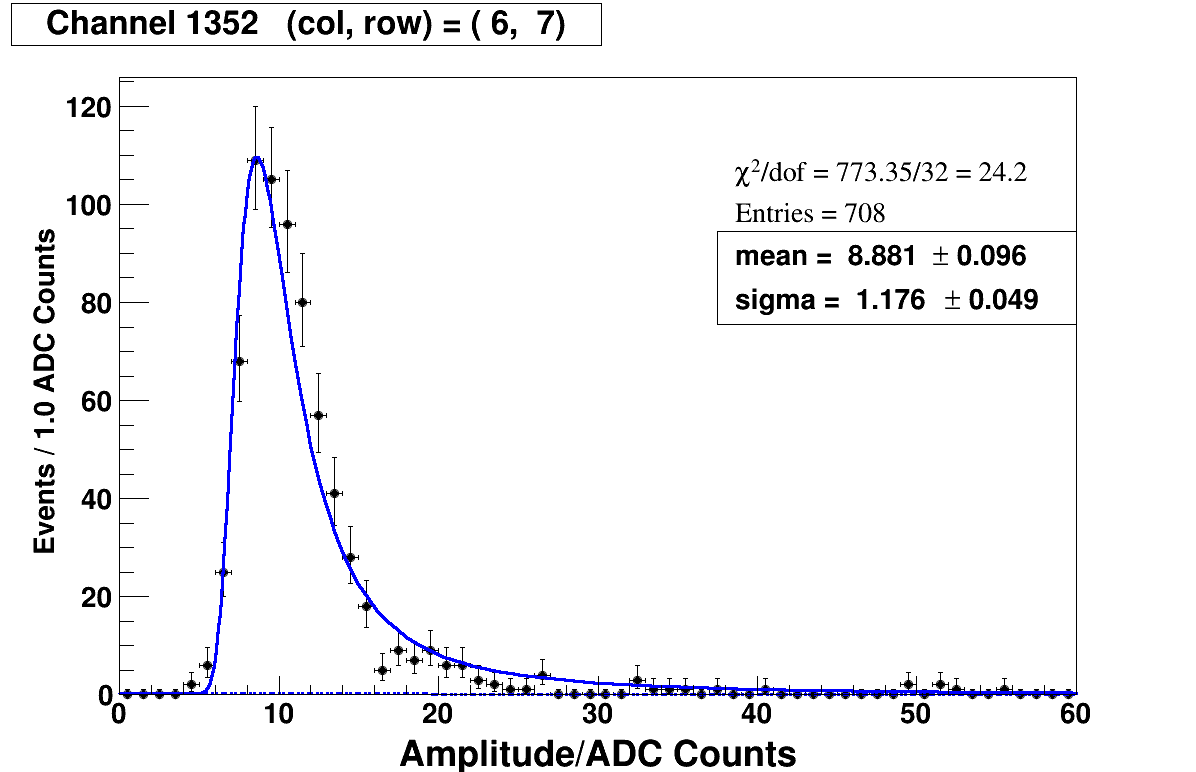 Channel 1352 (col, row) = ( 6, 7)
120
100
80
60
40
20
0
Events / 1.0 ADC Counts
χ²/dof = 773.35/32 = 24.2
Entries = 708
mean = 8.881 ± 0.096
sigma = 1.176 ± 0.049
0 10 20 30 40 50 60
Amplitude/ADC Counts